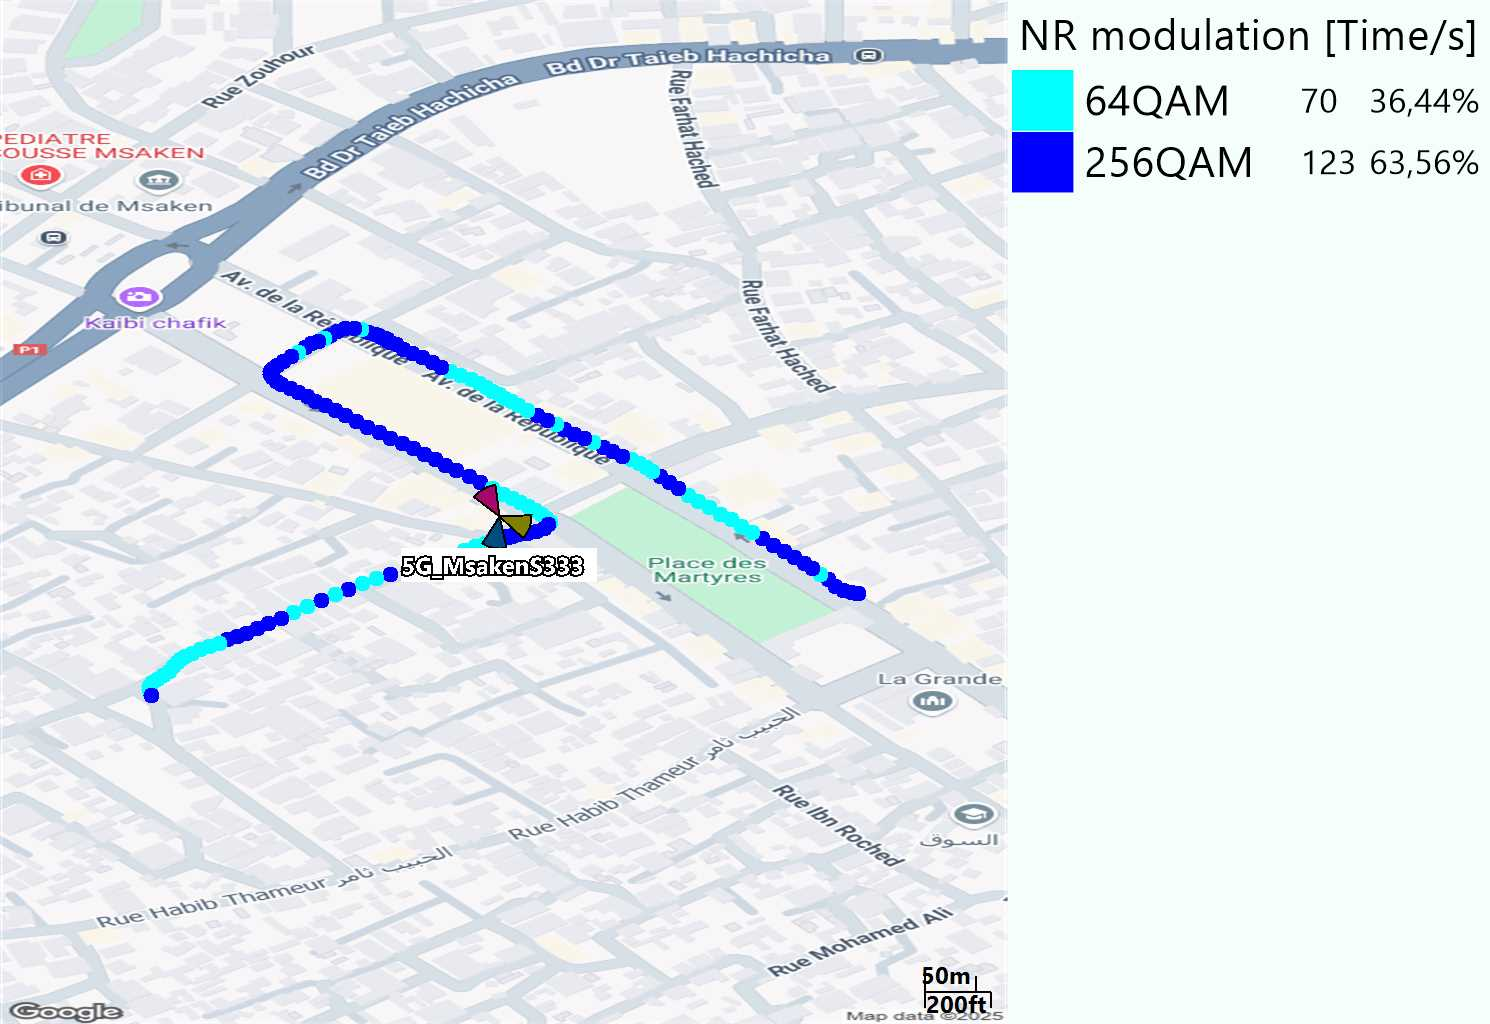 NR modulation [Time/s]
64QAM 70 36,44%
256QAM 123 63,56%
Bd Dr Taieb Hachicha
Rue Zouhour
Bd Dr Taieb Hachicha
Rue Farhat Hached
PEDIATRE
OUSSE MSAKEN
ibunal de Msaken
Av. de la République
Kaibi chafik
Rue Farhat Hached
P1
Av. de la République
5G_MsakenS333
Place des
Martyres
La Grande
Rue Habib Thameur الحبيب ثامر
Rue Ibn Roched
السوق
Rue Habib Thameur الحبيب ثامر
Rue Mohamed Ali
50m
200ft
Google
Map data ©2025